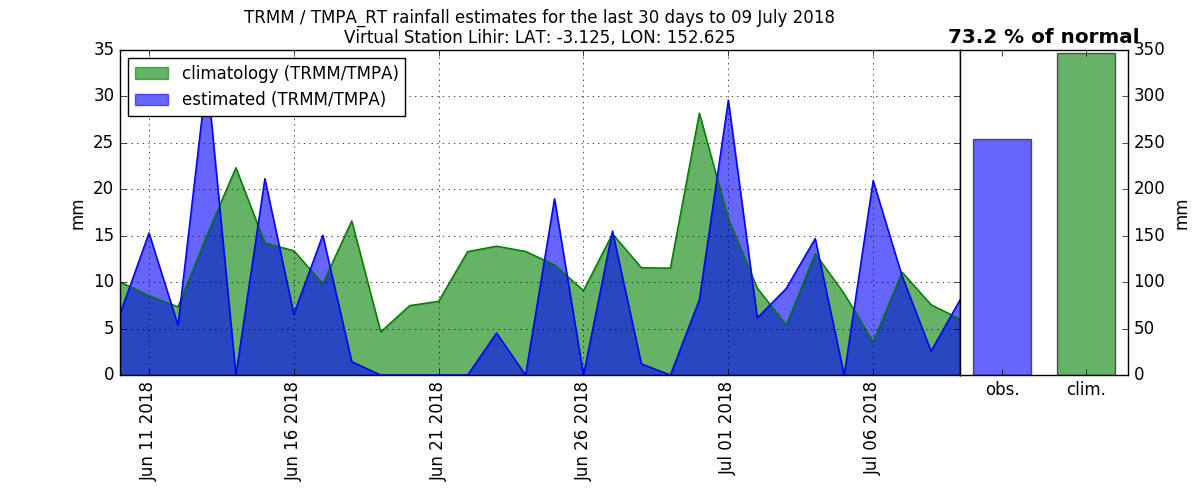 TRMM / TMPA_RT rainfall estimates for the last 30 days to 09 July 2018
Virtual Station Lihir: LAT: -3.125, LON: 152.625
73.2 % of normal
climatology (TRMM/TMPA)
estimated (TRMM/TMPA)
35
30
25
20
15
10
5
0
mm
350
300
250
200
150
100
50
0
mm
Jun 11 2018
Jun 16 2018
Jun 21 2018
Jun 26 2018
Jul 01 2018
Jul 06 2018
obs.
clim.